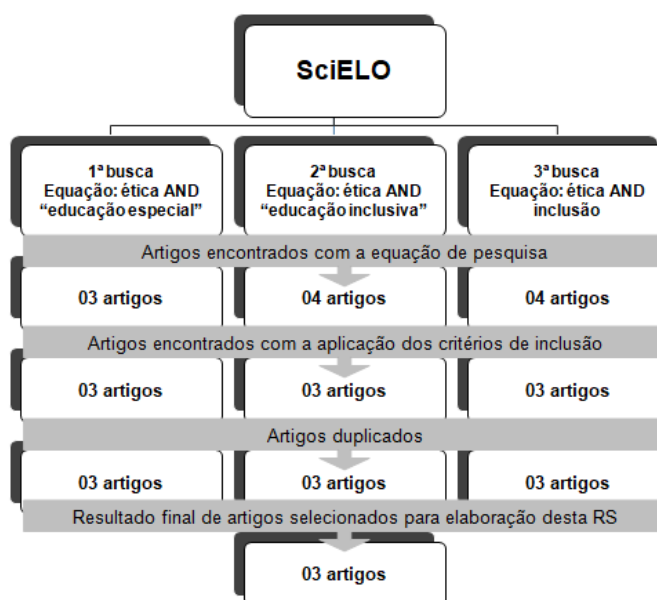 SciELO
1ª busca
Equação: ética AND
“educação especial”
2ª busca
Equação: ética AND
“educação inclusiva”
3ª busca
Equação: ética AND
inclusão
Artigos encontrados com a equação de pesquisa
03 artigos
04 artigos
04 artigos
Artigos encontrados com a aplicação dos critérios de inclusão
03 artigos
03 artigos
03 artigos
Artigos duplicados
03 artigos
03 artigos
03 artigos
Resultado final de artigos selecionados para elaboração desta RS
03 artigos